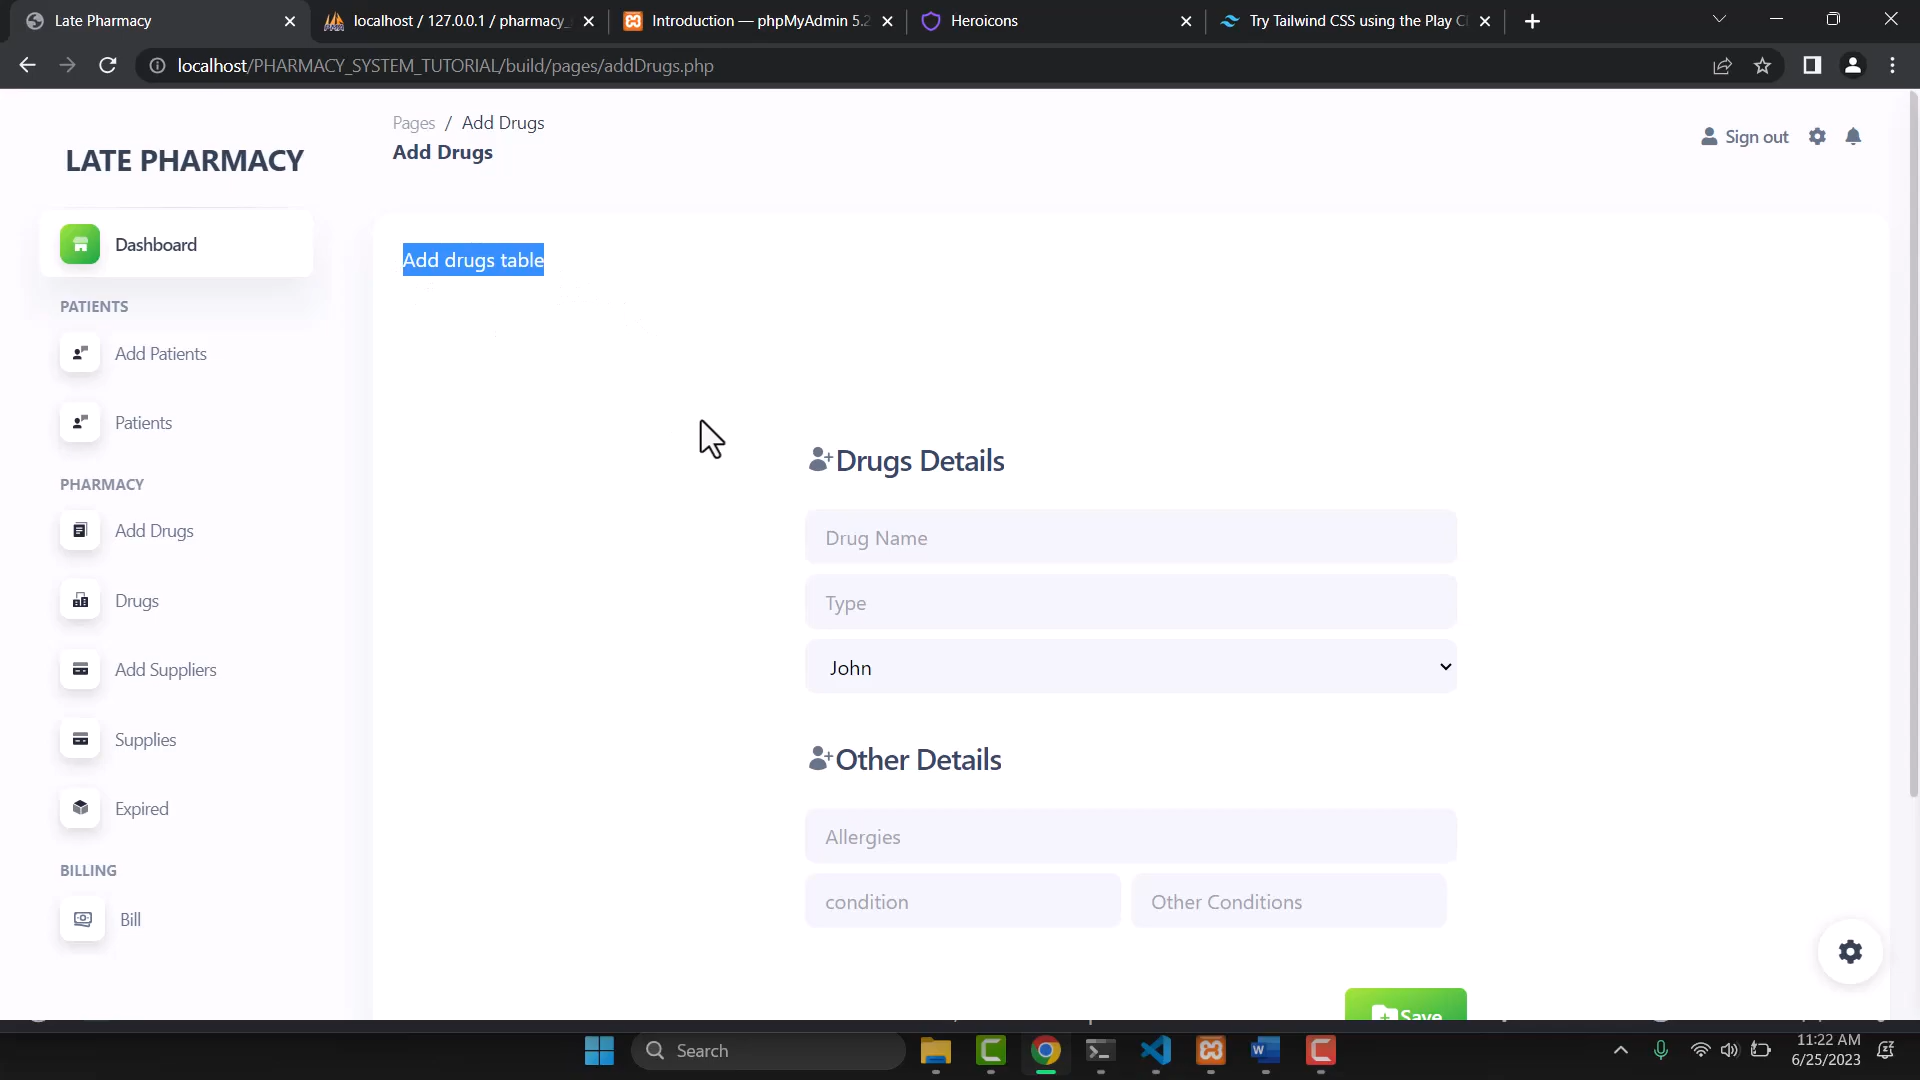 Late Pharmacy
localhost / 127.0.0.1 / pharmacy_
Introduction — phpMyAdmin 5.2
Heroicons
Try Tailwind CSS using the Play C
localhost/PHARMACY_SYSTEM_TUTORIAL/build/pages/addDrugs.php
Pages / Add Drugs
Add Drugs
Sign out
LATE PHARMACY
Dashboard
PATIENTS
Add Patients
Patients
PHARMACY
Add Drugs
Drugs
Add Suppliers
Supplies
Expired
BILLING
Bill
Add drugs table
Drugs Details
Drug Name
Type
John
Other Details
Allergies
condition
Other Conditions
Save
Search
11:22 AM
6/25/2023